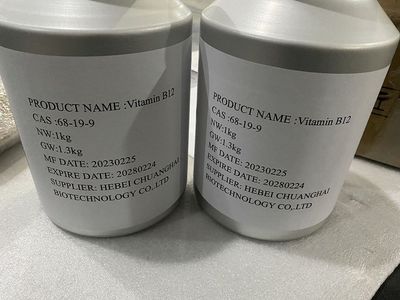 PRODUCT NAME :Vitamin B12
CAS :68-19-9
NW:1kg
GW:1.3kg
MF DATE: 20230225
EXPIRE DATE: 20280224
SUPPLIER: HEBEI CHUANGHAI
BIOTECHNOLOGY CO,.LTD
PRODUCT NAME :Vitamin B12
CAS :68-19-9
NW:1kg
GW:1.3kg
MF DATE: 20230225
EXPIRE DATE: 20280224
SUPPLIER: HEBEI CHUANGHAI
BIOTECHNOLOGY CO,.LTD